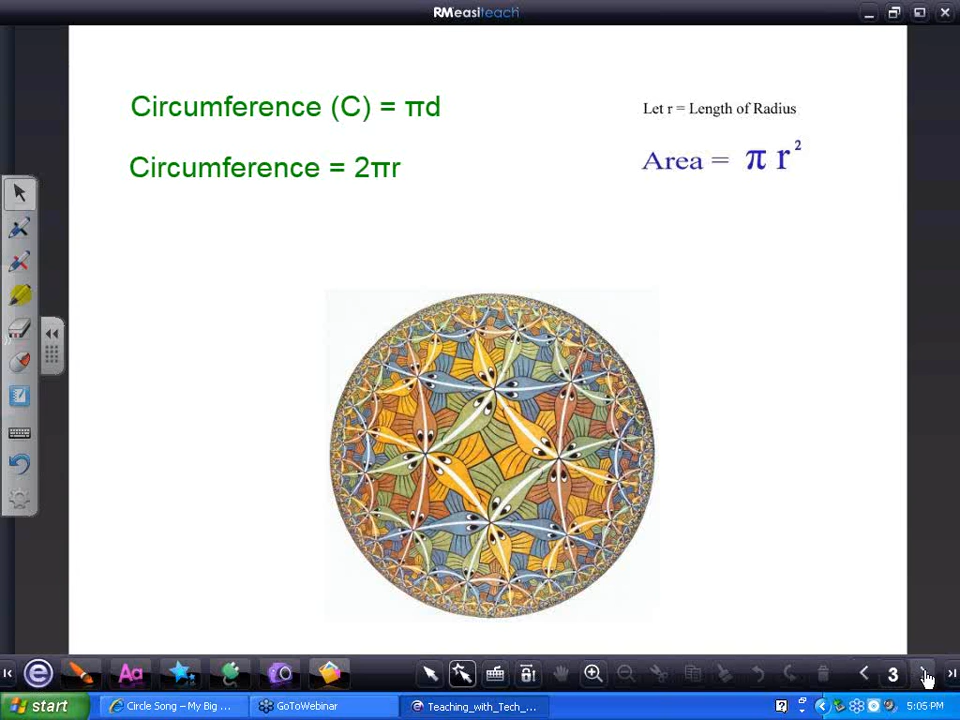 RMeasiteach
Circumference (C) = πd
Let r = Length of Radius
Area = π r²
Circumference = 2πr
e
Aa
3
start
Circle Song – My Big ...
GoToWebinar
Teaching_with_Tech_...
5:05 PM